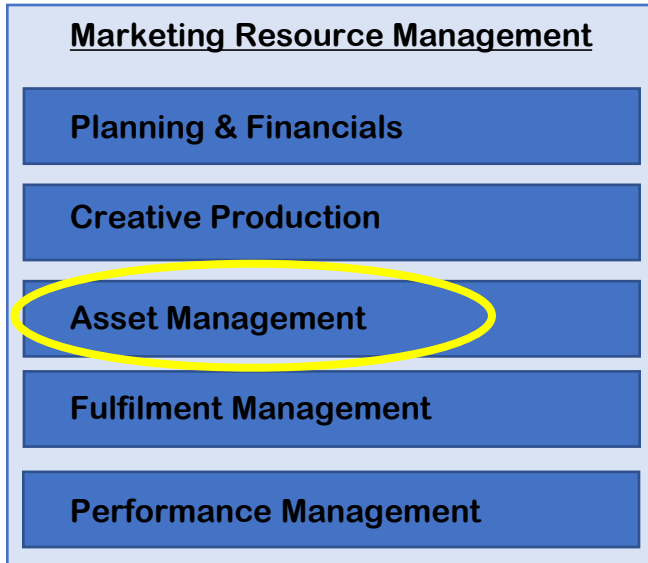 Marketing Resource Management
Planning & Financials
Creative Production
Asset Management
Fulfilment Management
Performance Management